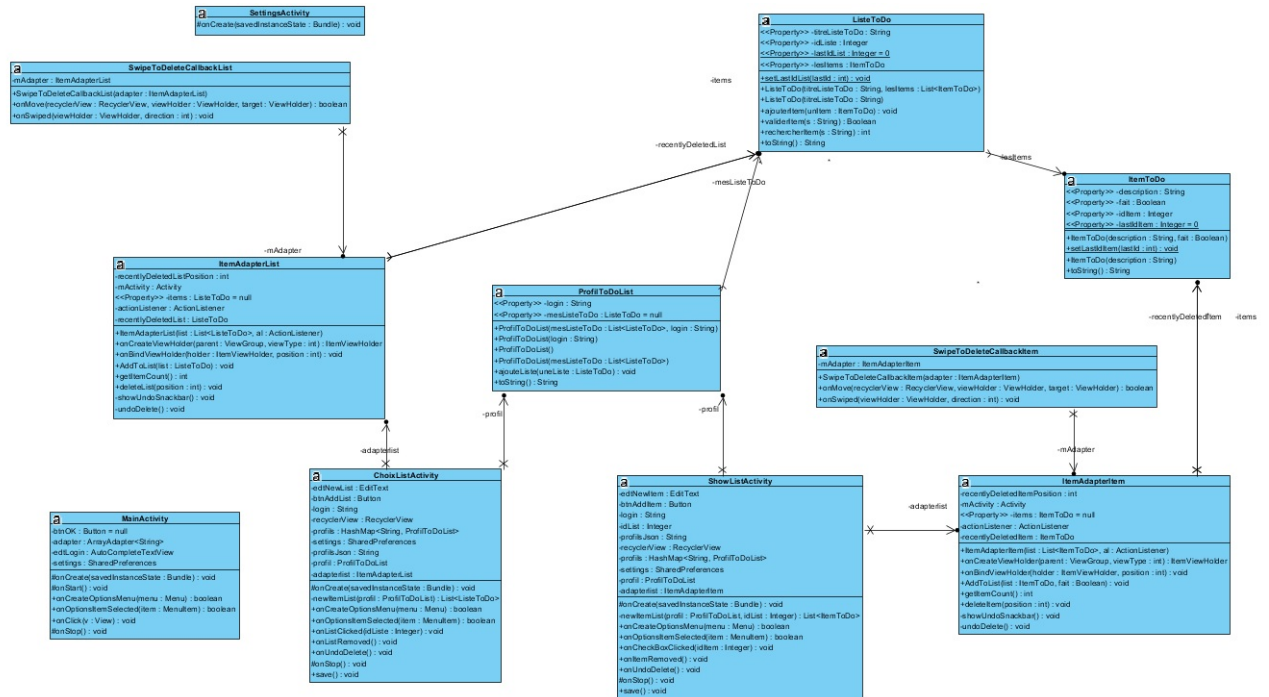 SettingsActivity
#onCreate(savedInstanceState : Bundle) : void
SwipeToDeleteCallbackList
-mAdapter : ItemAdapterList
+SwipeToDeleteCallbackList(adapter : ItemAdapterList)
+onMove(recyclerView : RecyclerView, viewHolder : ViewHolder, target : ViewHolder) : boolean
+onSwiped(viewHolder : ViewHolder, direction : int) : void
ListeToDo
<<Property>> -titreListeToDo : String
<<Property>> -idListe : Integer
<<Property>> -lastIdList : Integer = 0
<<Property>> -lesItems : ItemToDo
+setLastIdList(lastId : int) : void
+ListeToDo(titreListeToDo : String, lesItems : List<ItemToDo>)
+ListeToDo(titreListeToDo : String)
+ajouterItem(unItem : ItemToDo) : void
+validerItem(s : String) : Boolean
+rechercherItem(s : String) : int
+toString() : String
-items
-recentlyDeletedList
-mesListeToDo
-lesItems
ItemToDo
<<Property>> -description : String
<<Property>> -fait : Boolean
<<Property>> -idItem : Integer
<<Property>> -lastIdItem : Integer = 0
+ItemToDo(description : String, fait : Boolean)
+setLastIdItem(lastId : int) : void
+ItemToDo(description : String)
+toString() : String
-mAdapter
ItemAdapterList
-recentlyDeletedListPosition : int
-mActivity : Activity
<<Property>> -items : ListeToDo = null
-actionListener : ActionListener
-recentlyDeletedList : ListeToDo
+ItemAdapterList(list : List<ListeToDo>, al : ActionListener)
+onCreateViewHolder(parent : ViewGroup, viewType : int) : ItemViewHolder
+onBindViewHolder(holder : ItemViewHolder, position : int) : void
+AddToList(list : ListeToDo) : void
+getItemCount() : int
+deleteList(position : int) : void
-showUndoSnackbar() : void
-undoDelete() : void
ProfilToDoList
<<Property>> -login : String
<<Property>> -mesListeToDo : ListeToDo = null
+ProfilToDoList(mesListeToDo : List<ListeToDo>, login : String)
+ProfilToDoList(login : String)
+ProfilToDoList()
+ProfilToDoList(mesListeToDo : List<ListeToDo>)
+ajouteListe(uneListe : ListeToDo) : void
+toString() : String
-recentlyDeletedItem
-items
SwipeToDeleteCallbackItem
-mAdapter : ItemAdapterItem
+SwipeToDeleteCallbackItem(adapter : ItemAdapterItem)
+onMove(recyclerView : RecyclerView, viewHolder : ViewHolder, target : ViewHolder) : boolean
+onSwiped(viewHolder : ViewHolder, direction : int) : void
-profil
-profil
-adapterlist
-mAdapter
ChoixListActivity
-edtNewList : EditText
-btnAddList : Button
-login : String
-recyclerView : RecyclerView
-profils : HashMap<String, ProfilToDoList>
-settings : SharedPreferences
-profilsJson : String
-profil : ProfilToDoList
-adapterlist : ItemAdapterList
#onCreate(savedInstanceState : Bundle) : void
-newItemList(profil : ProfilToDoList) : List<ListeToDo>
+onCreateOptionsMenu(menu : Menu) : boolean
+onOptionsItemSelected(item : MenuItem) : boolean
+onListClicked(idListe : Integer) : void
+onListRemoved() : void
+onUndoDelete() : void
#onStop() : void
+save() : void
ShowListActivity
-edtNewItem : EditText
-btnAddItem : Button
-login : String
-idList : Integer
-profilsJson : String
-recyclerView : RecyclerView
-profils : HashMap<String, ProfilToDoList>
-settings : SharedPreferences
-profil : ProfilToDoList
-adapterlist : ItemAdapterItem
#onCreate(savedInstanceState : Bundle) : void
-newItemList(profil : ProfilToDoList, idList : Integer) : List<ItemToDo>
+onCreateOptionsMenu(menu : Menu) : boolean
+onOptionsItemSelected(item : MenuItem) : boolean
+onCheckBoxClicked(idItem : Integer) : void
+onItemRemoved() : void
+onUndoDelete() : void
#onStop() : void
+save() : void
-adapterlist
ItemAdapterItem
-recentlyDeletedItemPosition : int
-mActivity : Activity
<<Property>> -items : ItemToDo = null
-actionListener : ActionListener
-recentlyDeletedItem : ItemToDo
+ItemAdapterItem(list : List<ItemToDo>, al : ActionListener)
+onCreateViewHolder(parent : ViewGroup, viewType : int) : ItemViewHolder
+onBindViewHolder(holder : ItemViewHolder, position : int) : void
+AddToList(list : ItemToDo, fait : Boolean) : void
+getItemCount() : int
+deleteItem(position : int) : void
-showUndoSnackbar() : void
-undoDelete() : void
MainActivity
-btnOK : Button = null
-adapter : ArrayAdapter<String>
-edtLogin : AutoCompleteTextView
-settings : SharedPreferences
#onCreate(savedInstanceState : Bundle) : void
#onStart() : void
+onCreateOptionsMenu(menu : Menu) : boolean
+onOptionsItemSelected(item : MenuItem) : boolean
+onClick(v : View) : void
#onStop() : void